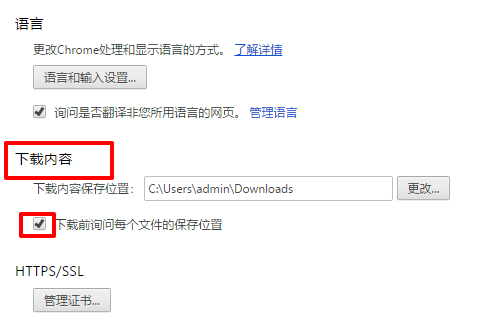 语言
更改Chrome处理和显示语言的方式。 了解详情
语言和输入设置...
询问是否翻译非您所用语言的网页。 管理语言
下载内容
下载内容保存位置： C:\Users\admin\Downloads 更改...
下载前询问每个文件的保存位置
HTTPS/SSL
管理证书...